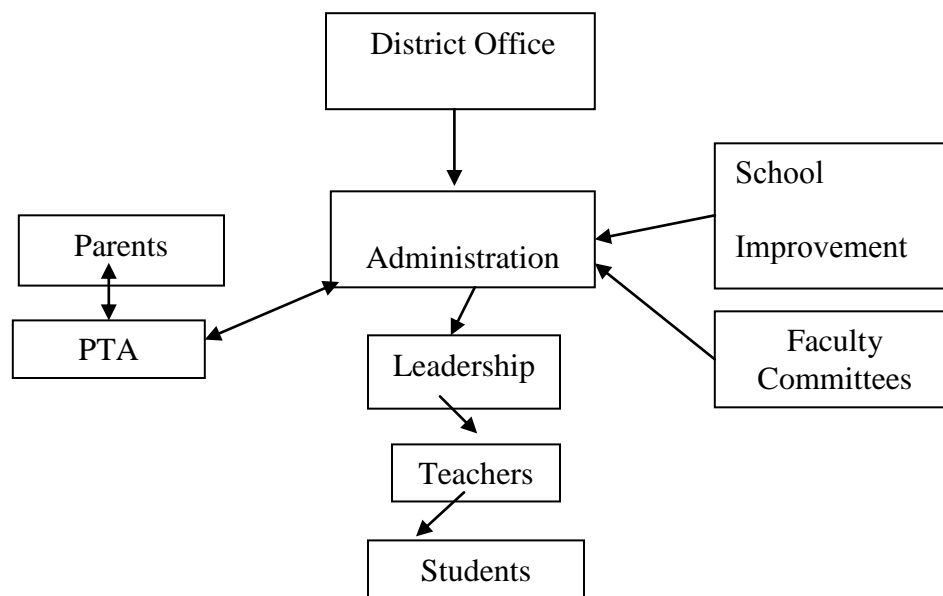 District Office
School
Improvement
Parents
Administration
PTA
Faculty
Committees
Leadership
Teachers
Students